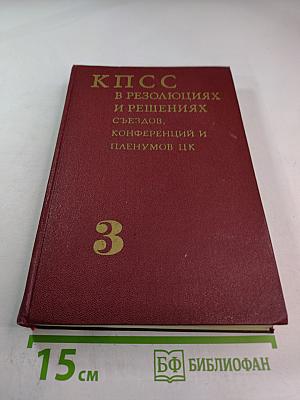 КПСС
В РЕЗОЛЮЦИЯХ
И РЕШЕНИЯХ
СЪЕЗДОВ,
КОНФЕРЕНЦИЙ И
ПЛЕНУМОВ ЦК
3
15 см
БФ БИБЛИОФАН